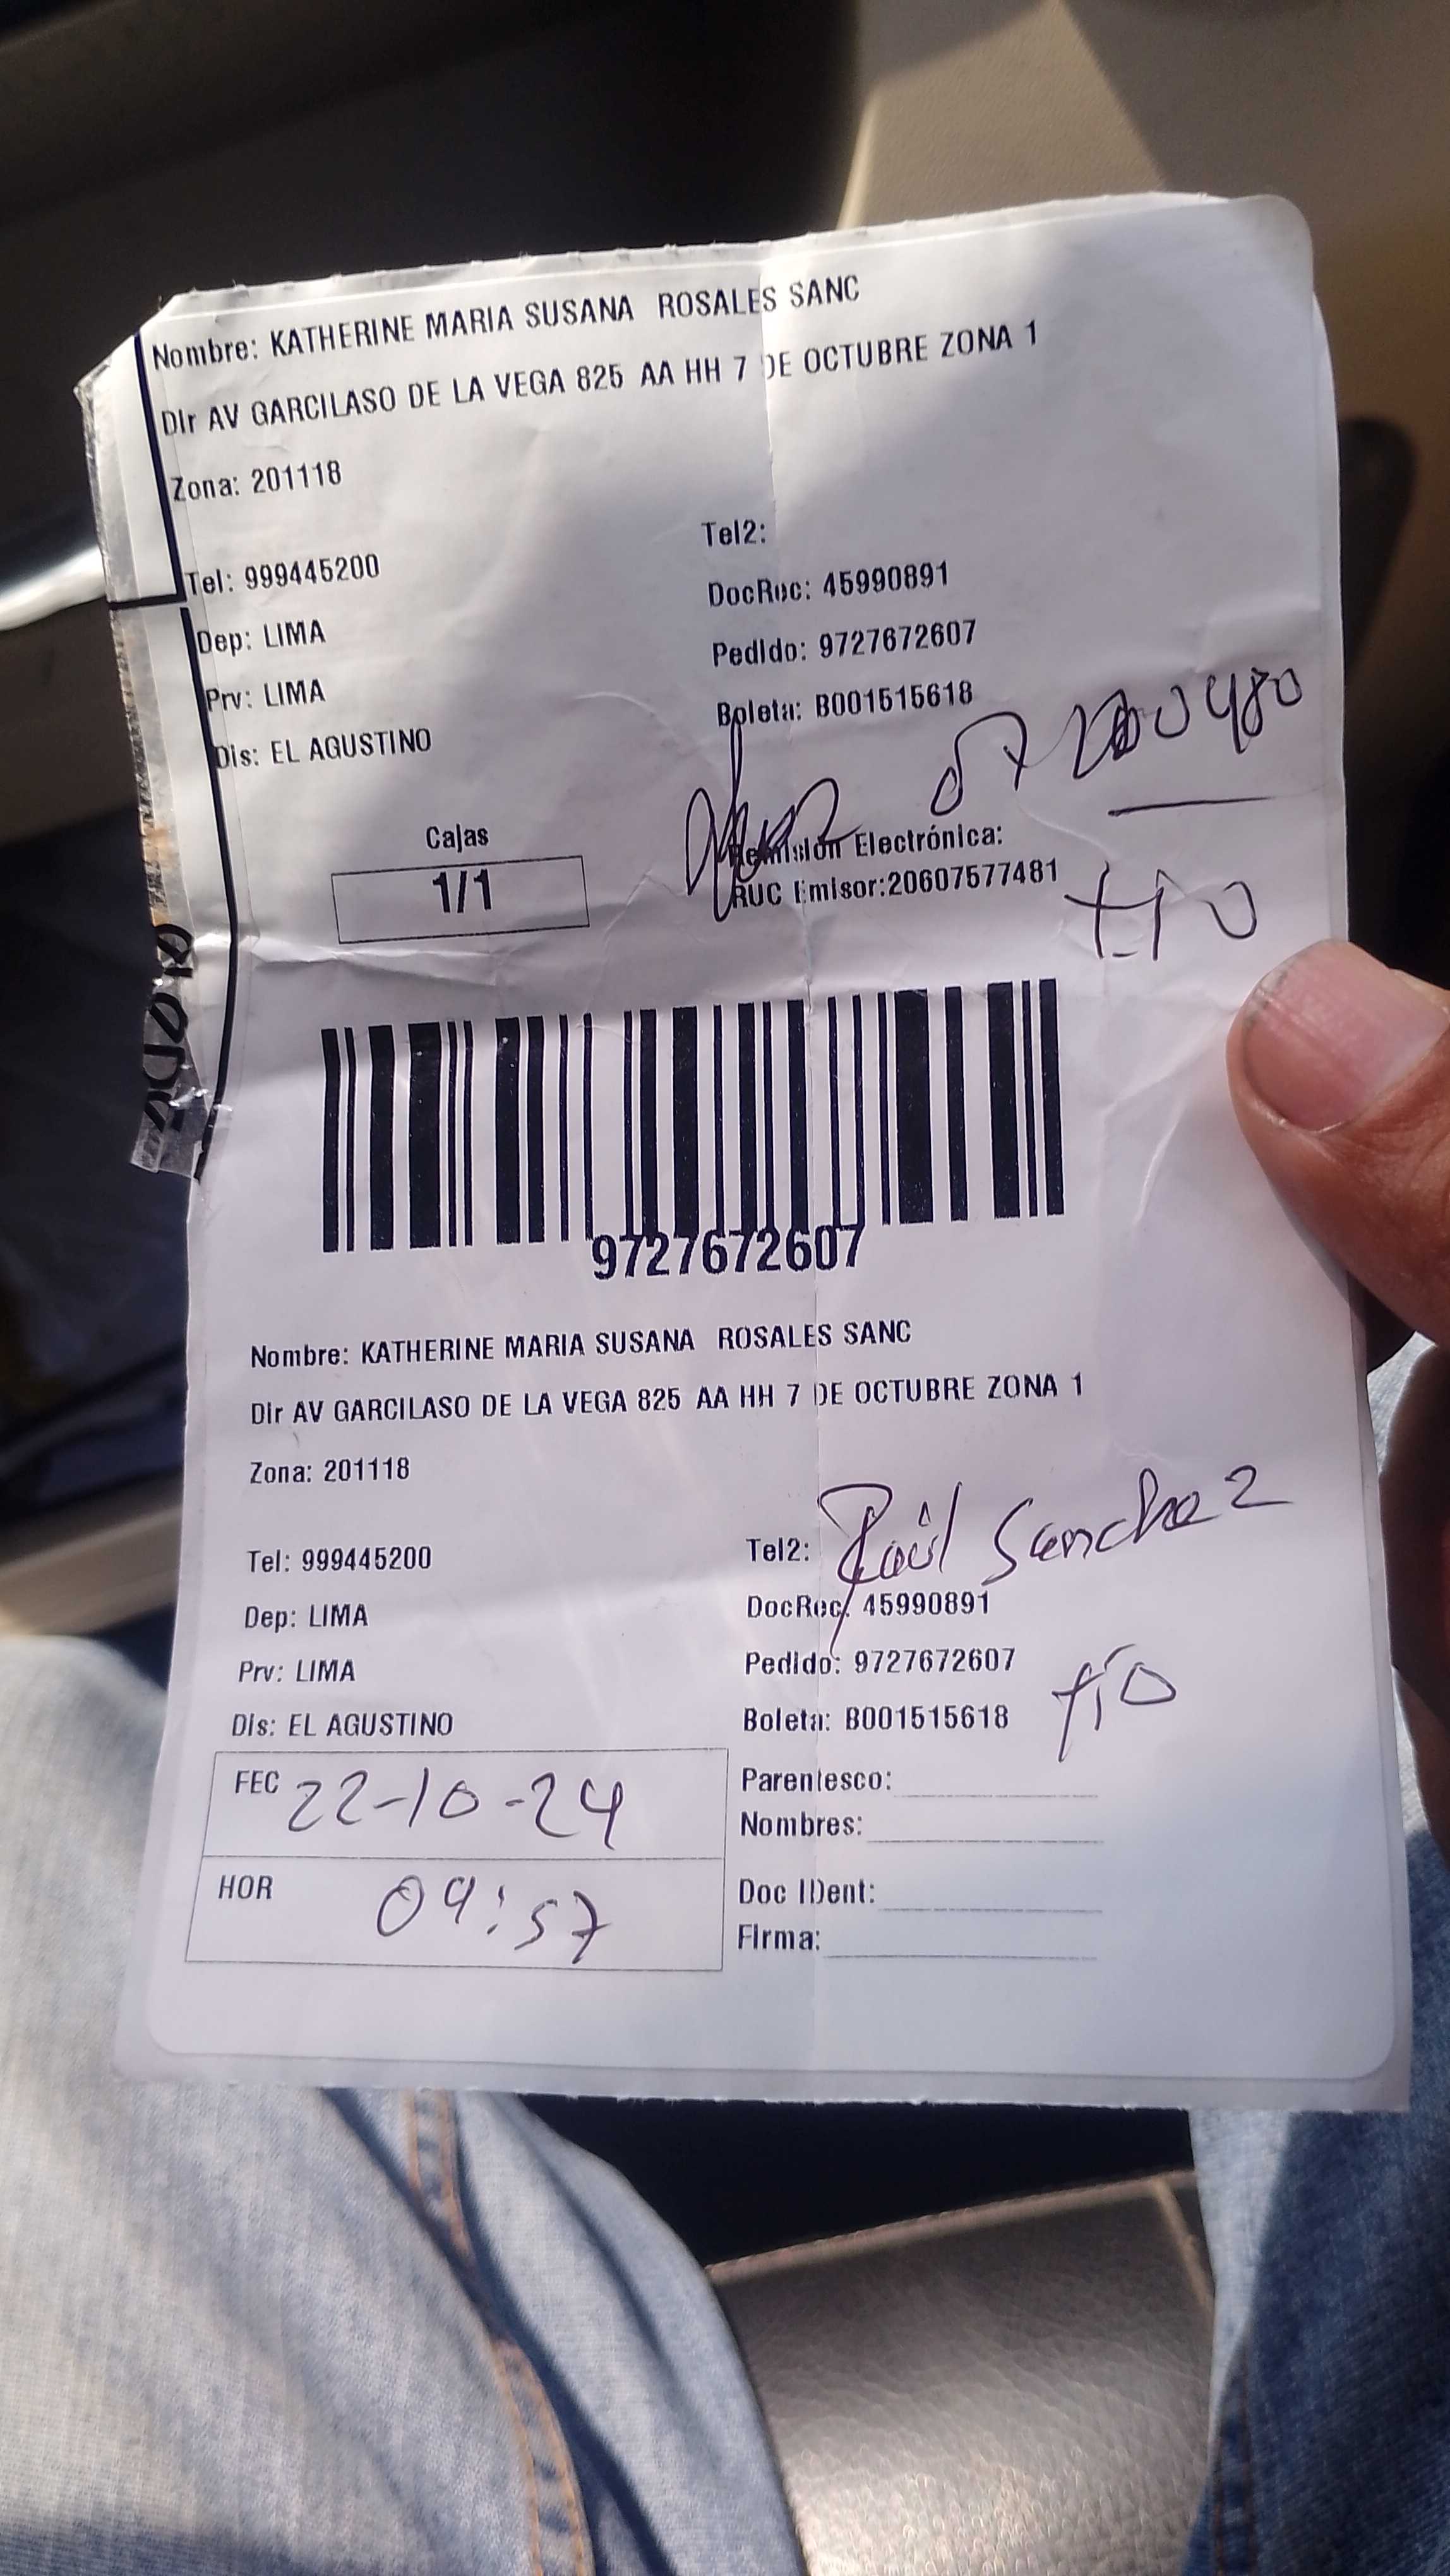 Nombre: KATHERINE MARIA SUSANA ROSALES SANC
Dir AV GARCILASO DE LA VEGA 825 AA HH 7 DE OCTUBRE ZONA 1
Zona: 201118
Tel: 999445200
Tel2:
Dep: LIMA
DocRec: 45990891
Prv: LIMA
Pedido: 9727672607
Dis: EL AGUSTINO
Boleta: B001515618
Cajas
1/1
Remisión Electrónica:
RUC Emisor:20607577481
tio
9727672607
Nombre: KATHERINE MARIA SUSANA ROSALES SANC
Dir AV GARCILASO DE LA VEGA 825 AA HH 7 DE OCTUBRE ZONA 1
Zona: 201118
Tel: 999445200
Tel2: Raúl Sanchez
Dep: LIMA
DocRec: 45990891
Prv: LIMA
Pedido: 9727672607
tío
Dis: EL AGUSTINO
Boleta: B001515618
FEC 22-10-24
Parentesco:
Nombres:
HOR 09:57
Doc IDent:
Firma: